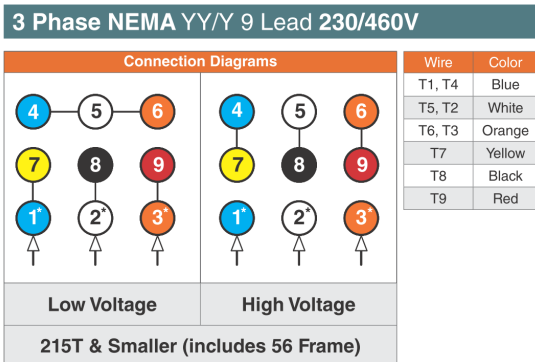 3 Phase NEMA YY/Y 9 Lead 230/460V
Connection Diagrams
4 5 6
7 8 9
1* 2* 3*
Low Voltage
4 5 6
7 8 9
1* 2* 3*
High Voltage
215T & Smaller (includes 56 Frame)
Wire Color
T1, T4 Blue
T5, T2 White
T6, T3 Orange
T7 Yellow
T8 Black
T9 Red